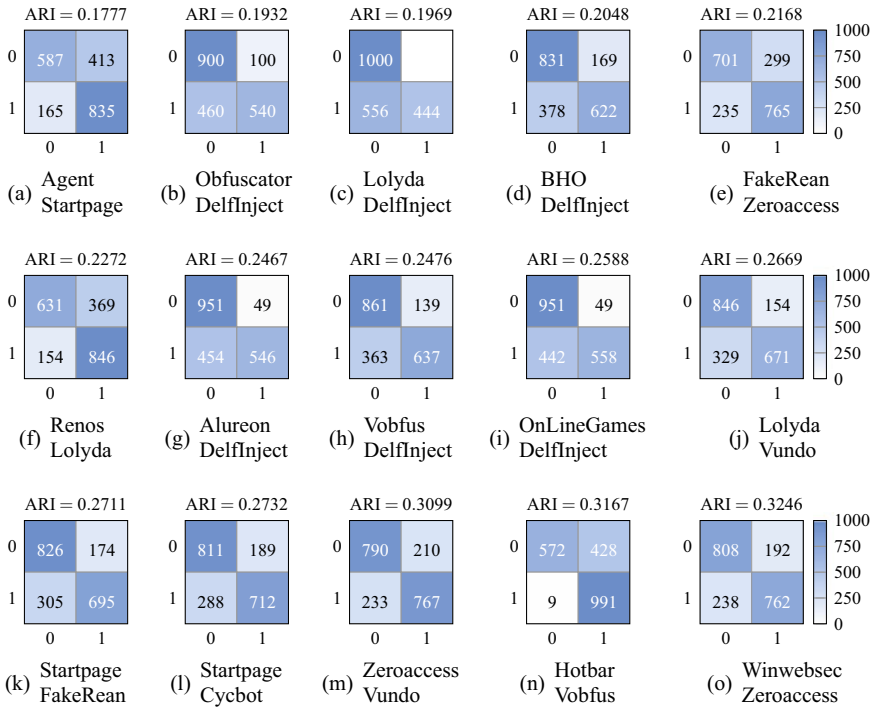 ARI = 0.1777 ARI = 0.1932 ARI = 0.1969 ARI = 0.2048 ARI = 0.2168
0 587 413 0 900 100 0 1000 0 831 169 0 701 299
1 165 835 1 460 540 1 556 444 1 378 622 1 235 765
1000
750
500
250
0
0 1 0 1 0 1 0 1 0 1
(a) Agent Startpage (b) Obfuscator DelfInject (c) Lolyda DelfInject (d) BHO DelfInject (e) FakeRean Zeroaccess
ARI = 0.2272 ARI = 0.2467 ARI = 0.2476 ARI = 0.2588 ARI = 0.2669
0 631 369 0 951 49 0 861 139 0 951 49 0 846 154
1 154 846 1 454 546 1 363 637 1 442 558 1 329 671
1000
750
500
250
0
0 1 0 1 0 1 0 1 0 1
(f) Renos Lolyda (g) Alureon DelfInject (h) Vobfus DelfInject (i) OnLineGames DelfInject (j) Lolyda Vundo
ARI = 0.2711 ARI = 0.2732 ARI = 0.3099 ARI = 0.3167 ARI = 0.3246
0 826 174 0 811 189 0 790 210 0 572 428 0 808 192
1 305 695 1 288 712 1 233 767 1 9 991 1 238 762
1000
750
500
250
0
0 1 0 1 0 1 0 1 0 1
(k) Startpage FakeRean (l) Startpage Cycbot (m) Zeroaccess Vundo (n) Hotbar Vobfus (o) Winwebsec Zeroaccess